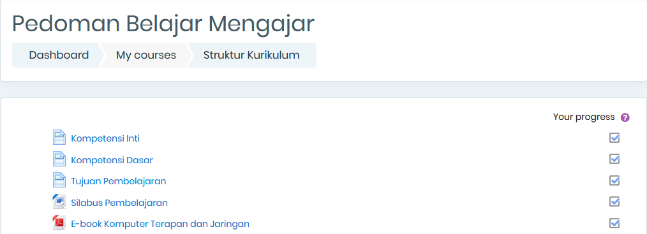 Pedoman Belajar Mengajar
Dashboard My courses Struktur Kurikulum
Your progress
Kompetensi Inti
Kompetensi Dasar
Tujuan Pembelajaran
Silabus Pembelajaran
E-book Komputer Terapan dan Jaringan